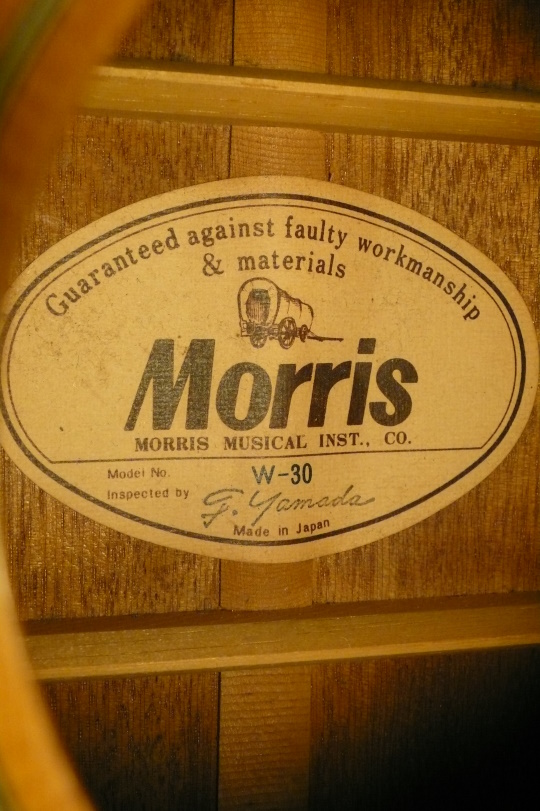 Guaranteed against faulty workmanship
& materials
Morris
MORRIS MUSICAL INST., CO.
Model No. W-30
Inspected by F. Yamada
Made in Japan